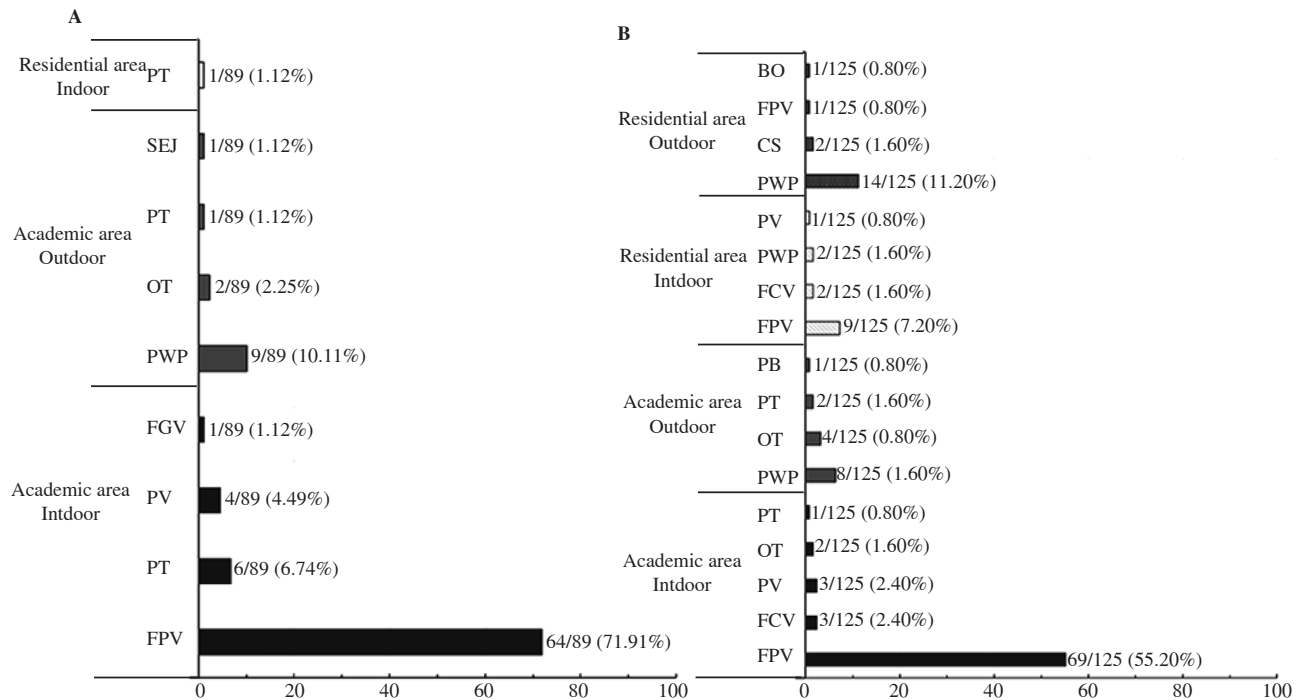 A
Residential area
Indoor
PT
1/89 (1.12%)
SEJ
1/89 (1.12%)
PT
1/89 (1.12%)
Academic area
Outdoor
OT
2/89 (2.25%)
PWP
9/89 (10.11%)
FGV
1/89 (1.12%)
Academic area
Intdoor
PV
4/89 (4.49%)
PT
6/89 (6.74%)
FPV
64/89 (71.91%)
0 20 40 60 80 100
B
BO
1/125 (0.80%)
FPV
1/125 (0.80%)
Residential area
Outdoor
CS
2/125 (1.60%)
PWP
14/125 (11.20%)
PV
1/125 (0.80%)
Residential area
Intdoor
PWP
2/125 (1.60%)
FCV
2/125 (1.60%)
FPV
9/125 (7.20%)
PB
1/125 (0.80%)
Academic area
Outdoor
PT
2/125 (1.60%)
OT
4/125 (0.80%)
PWP
8/125 (1.60%)
PT
1/125 (0.80%)
OT
2/125 (1.60%)
Academic area
Intdoor
PV
3/125 (2.40%)
FCV
3/125 (2.40%)
FPV
69/125 (55.20%)
0 20 40 60 80 100